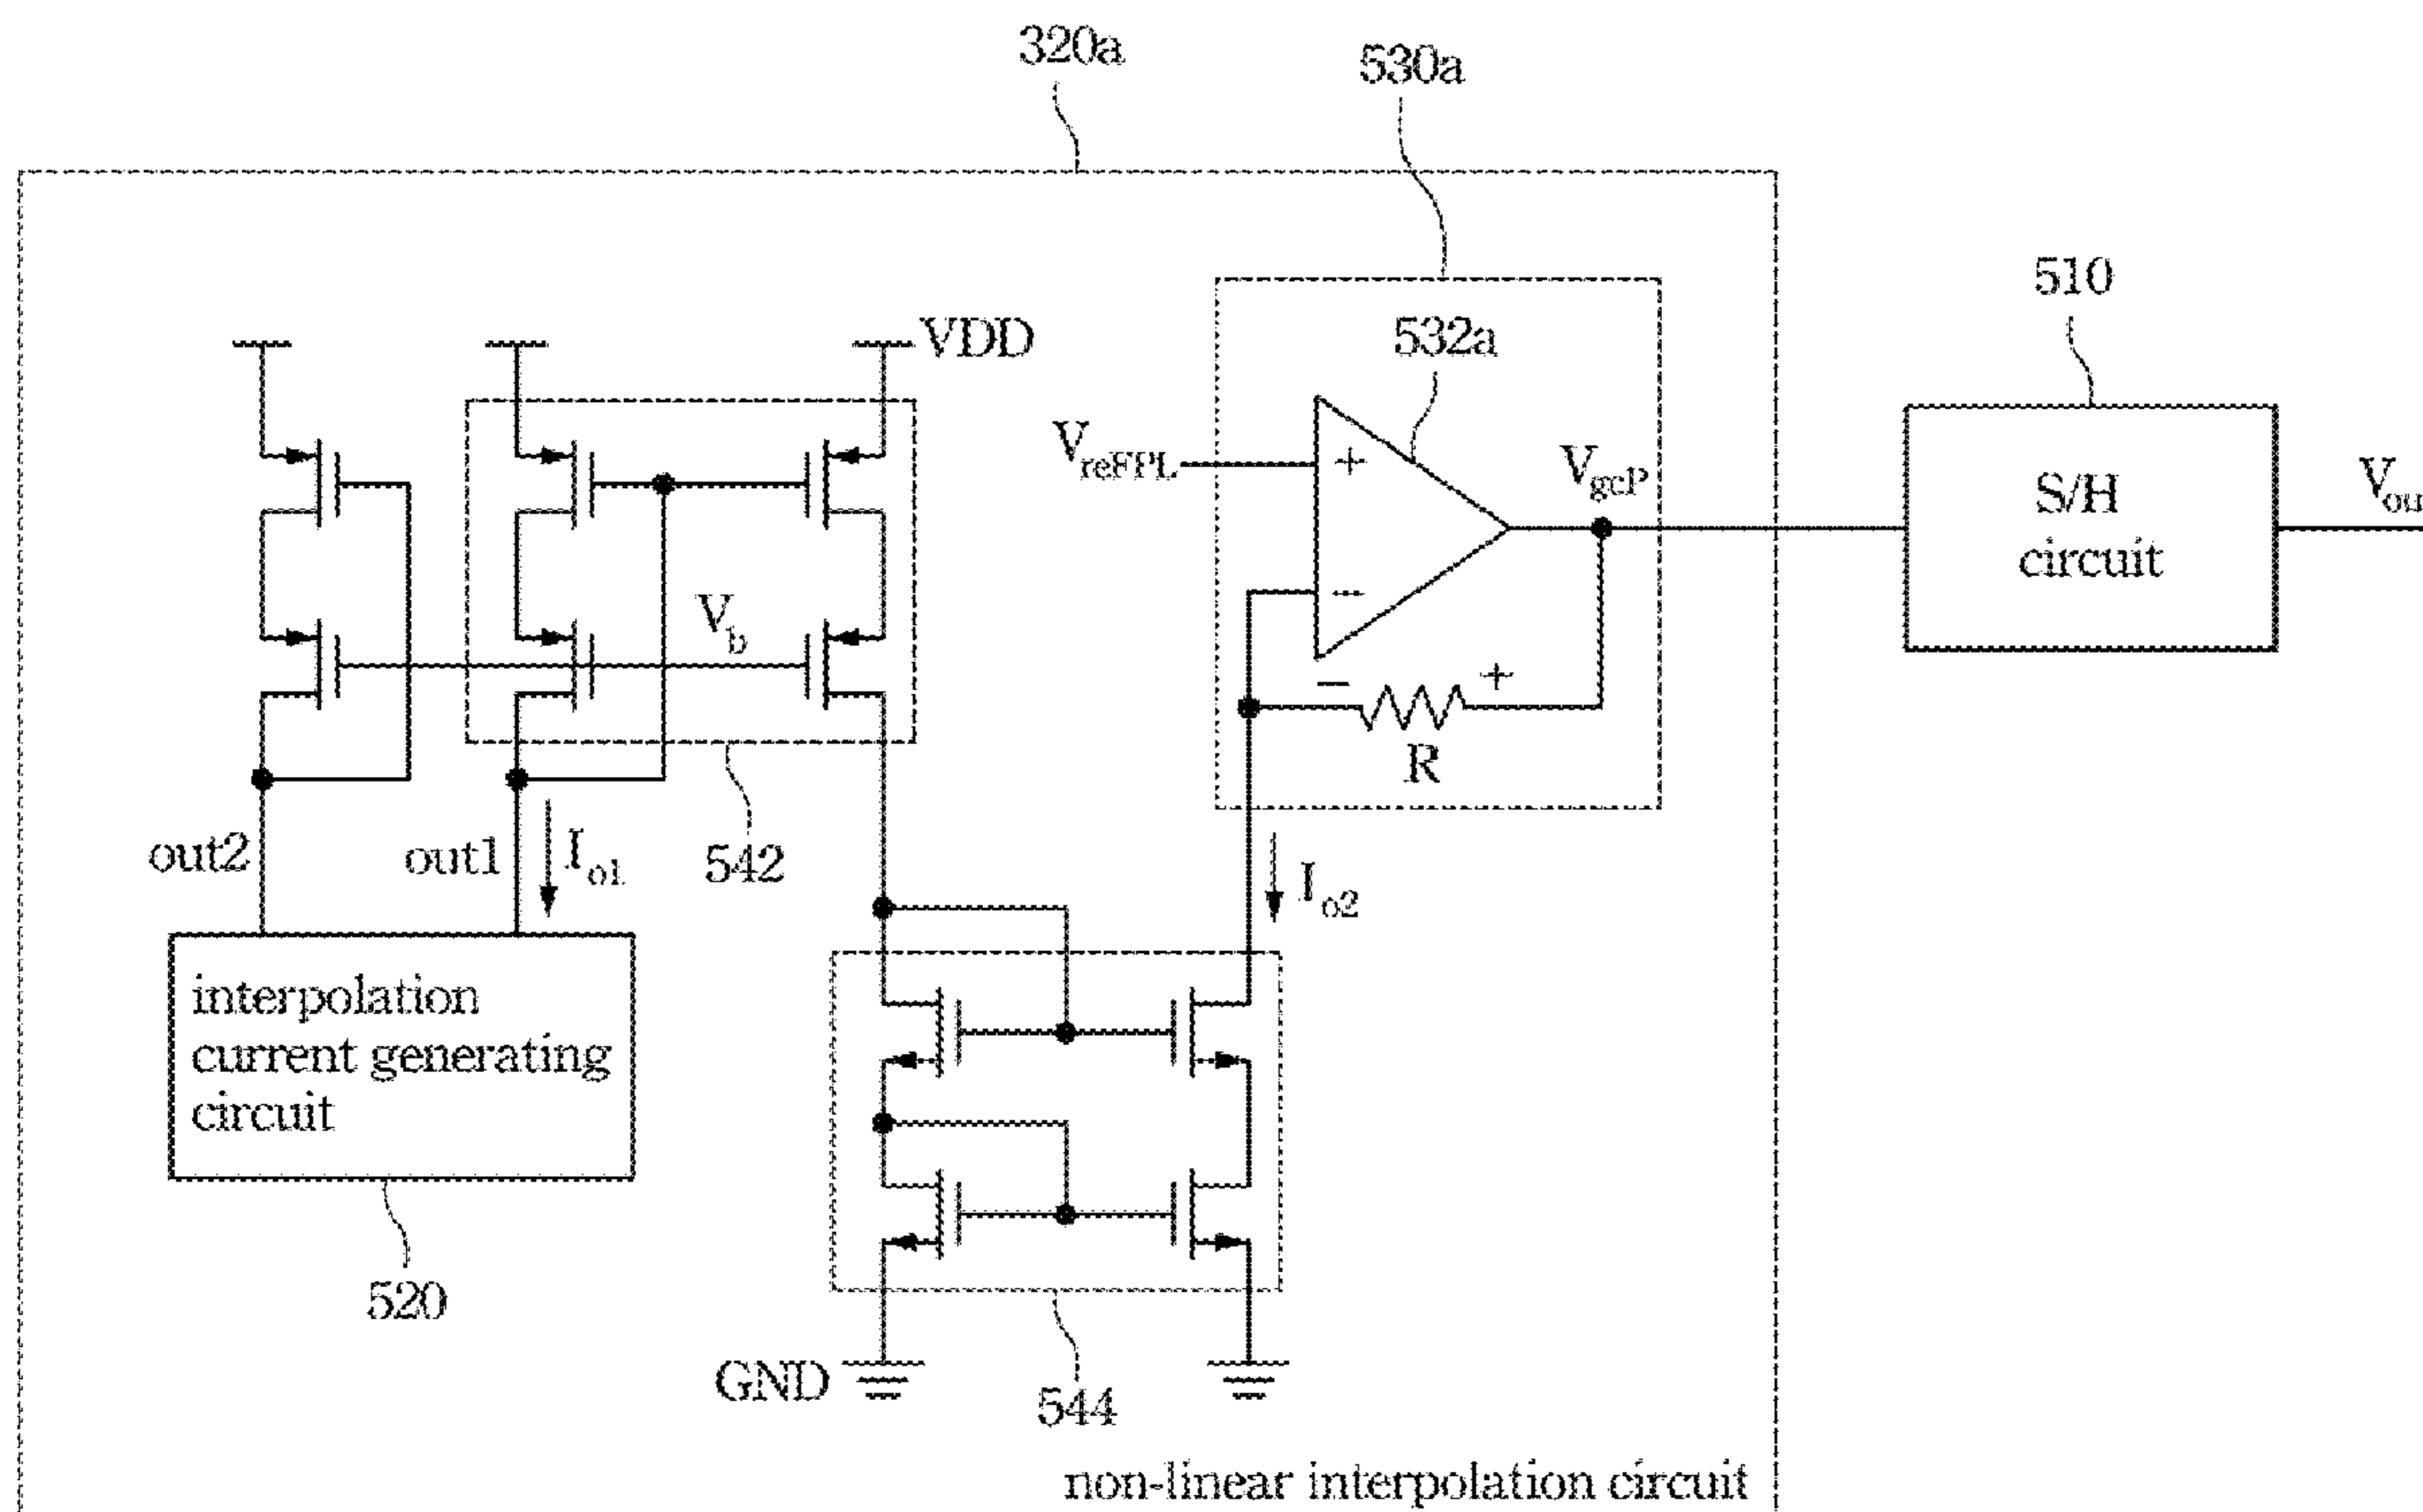 320a
530a
510
532a
VDD
V_reFPL
+
V_gcP
S/H
circuit
V_ou
−
V_b
− +
R
out2
out1
I_o1
542
I_o2
interpolation
current generating
circuit
520
GND
544
non-linear interpolation circuit